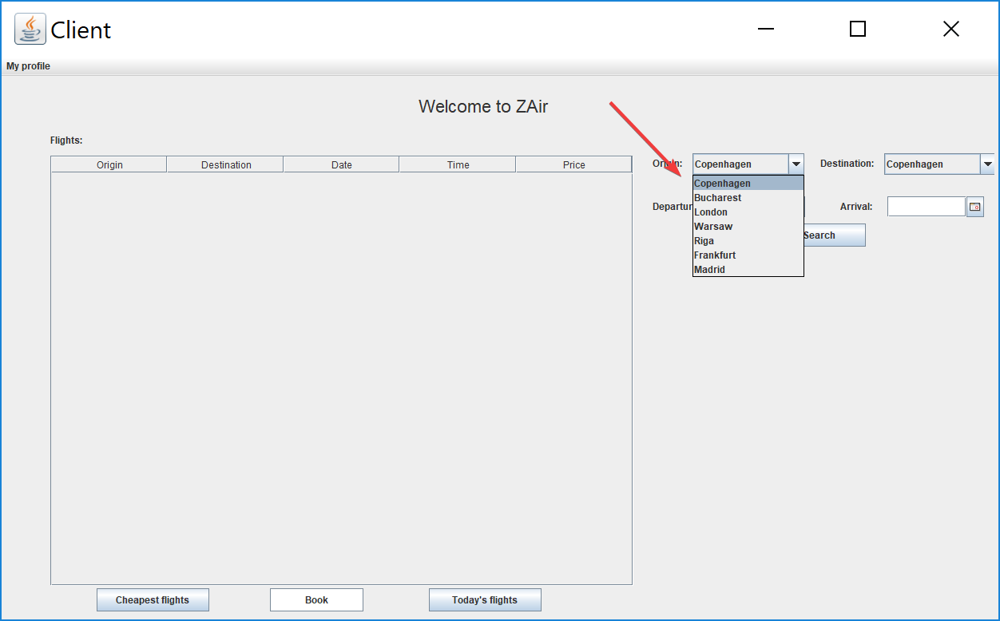 Client
My profile
Welcome to ZAir
Flights:
Origin Destination Date Time Price
Origin: Copenhagen Destination: Copenhagen
Copenhagen
Bucharest
London
Warsaw
Riga
Frankfurt
Madrid
Departur
Arrival:
Search
Cheapest flights Book Today's flights